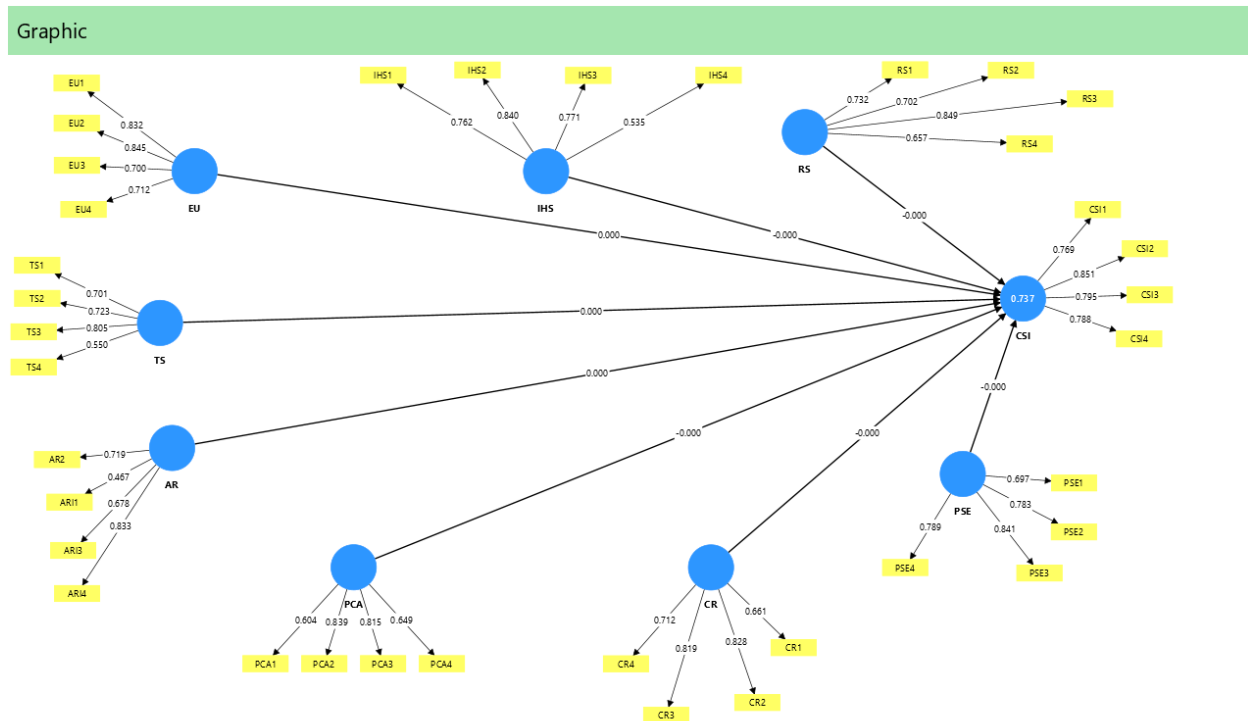 Graphic
EU1
EU2
EU3
EU4
0.832
0.845
0.700
0.712
EU
IHS1
IHS2
IHS3
IHS4
0.762
0.840
0.771
0.535
IHS
RS1
RS2
RS3
RS4
0.732
0.702
0.849
0.657
RS
0.000
-0.000
-0.000
CSI1
CSI2
CSI3
CSI4
0.769
0.851
0.795
0.788
0.737
CSI
TS1
TS2
TS3
TS4
0.701
0.723
0.805
0.550
TS
0.000
0.000
-0.000
-0.000
-0.000
AR2
ARI1
ARI3
ARI4
0.719
0.467
0.678
0.833
AR
PCA
0.604
0.839
0.815
0.649
PCA1
PCA2
PCA3
PCA4
CR
0.712
0.819
0.828
0.661
CR4
CR3
CR2
CR1
PSE
0.697
0.783
0.841
0.789
PSE1
PSE2
PSE3
PSE4